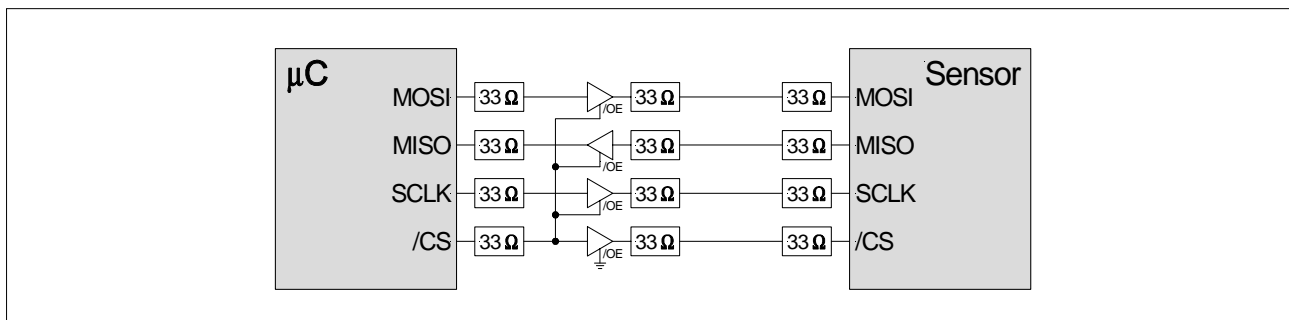 μC
Sensor
MOSI 33 Ω 33 Ω 33 Ω MOSI
/OE
MISO 33 Ω 33 Ω 33 Ω MISO
/OE
SCLK 33 Ω 33 Ω 33 Ω SCLK
/OE
/CS 33 Ω 33 Ω 33 Ω /CS
/OE